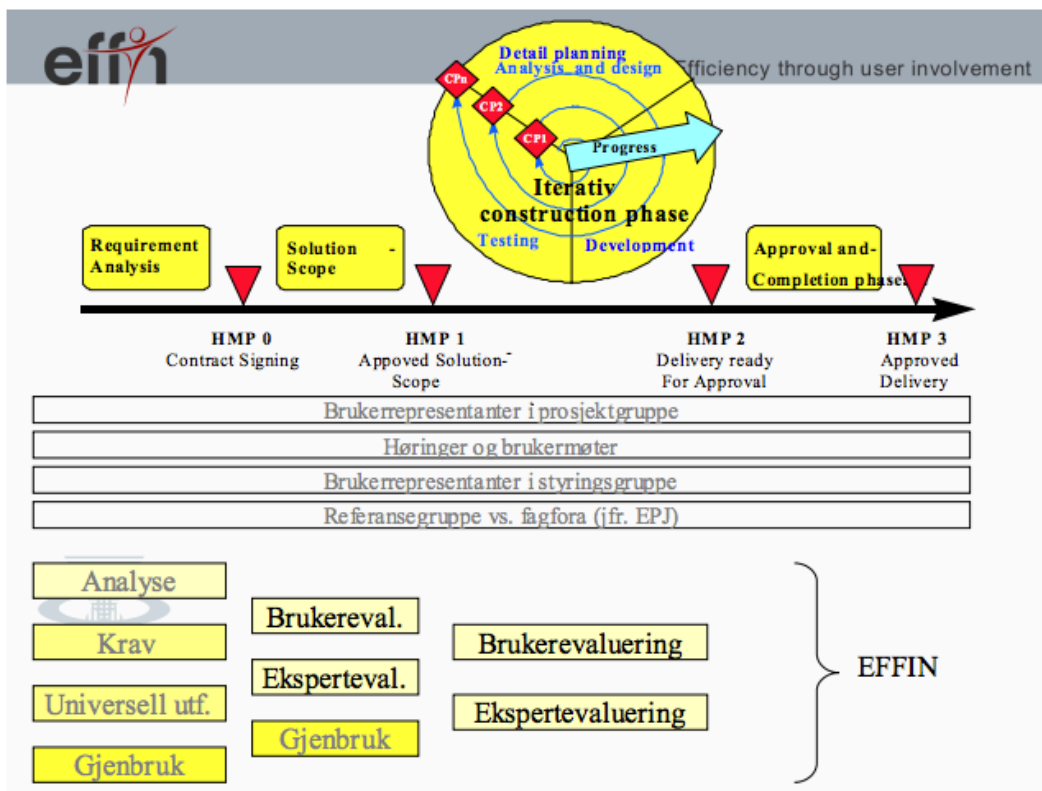 effin
Efficiency through user involvement
Detail planning
Analysis and design
CPn
CP2
CP1
Progress
Iterativ
construction phase
Testing
Development
Requirement
Analysis
Solution -
Scope
Approval and-
Completion phases
HMP 0
Contract Signing
HMP 1
Appoved Solution-
Scope
HMP 2
Delivery ready
For Approval
HMP 3
Approved
Delivery
Brukerrepresentanter i prosjektgruppe
Høringer og brukermøter
Brukerrepresentanter i styringsgruppe
Referansegruppe vs. fagfora (jfr. EPJ)
Analyse
Krav
Universell utf.
Gjenbruk
Brukereval.
Eksperteval.
Gjenbruk
Brukerevaluering
Ekspertevaluering
EFFIN